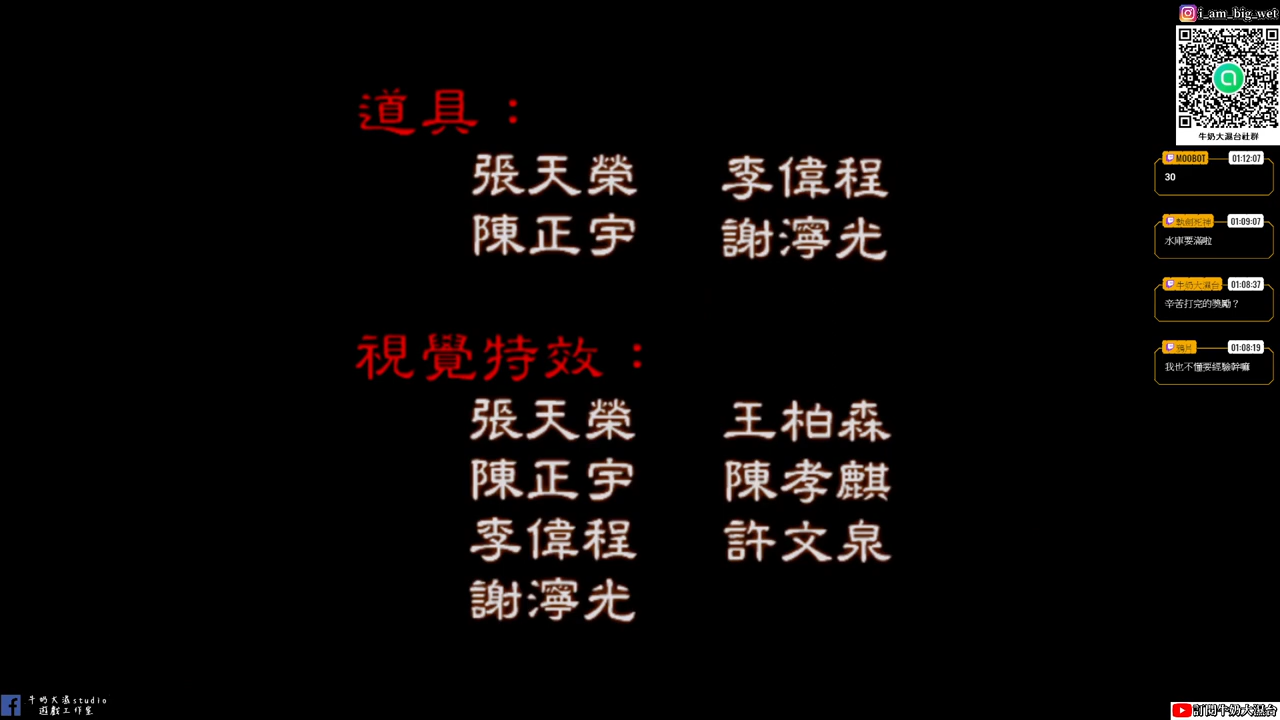 道具：
張天榮 李偉程
陳正宇 謝濘光
視覺特效：
張天榮 王柏森
陳正宇 陳孝麒
李偉程 許文泉
謝濘光
i_am_big_wet
牛奶大濕台社群
MOOBOT 01:12:07
30
01:09:07
水庫要滿啦
牛奶大濕台 01:08:37
辛苦打完的獎勵？
01:08:19
我也不懂要經驗幹嘛
牛奶大濕studio
遊戲工作室
訂閱牛奶大濕台